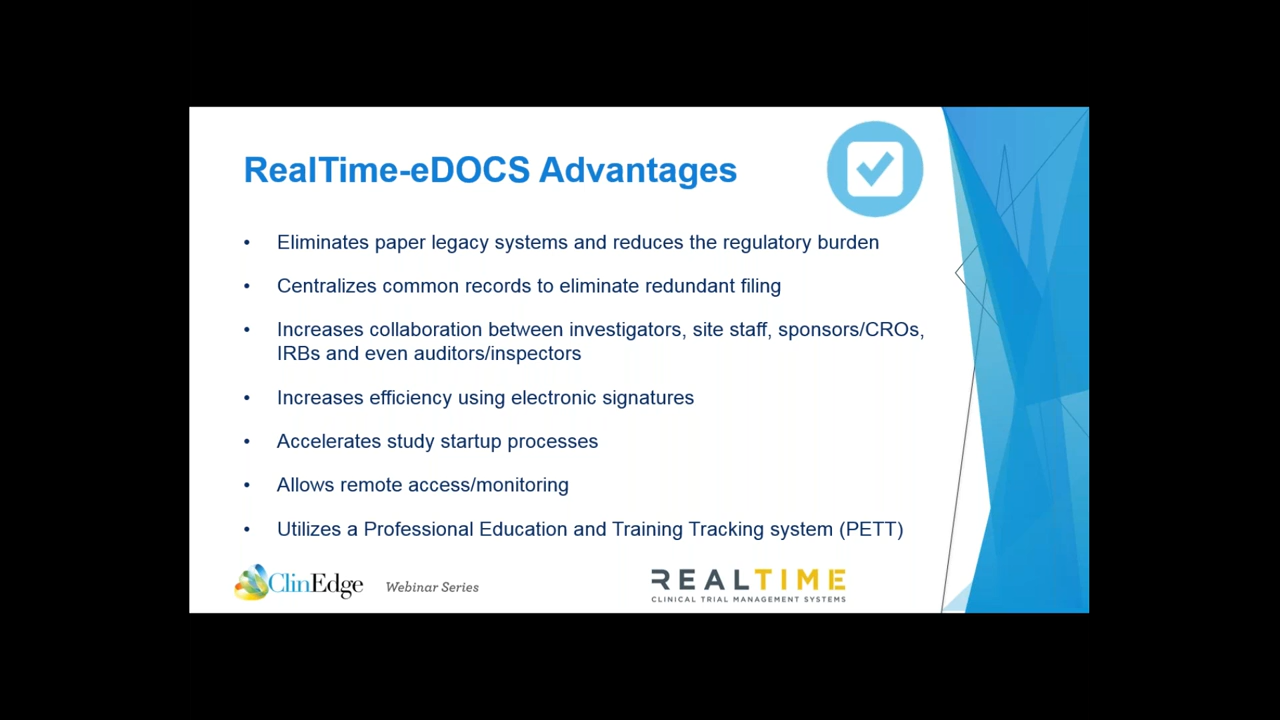 RealTime-eDOCS Advantages
• Eliminates paper legacy systems and reduces the regulatory burden
• Centralizes common records to eliminate redundant filing
• Increases collaboration between investigators, site staff, sponsors/CROs,
IRBs and even auditors/inspectors
• Increases efficiency using electronic signatures
• Accelerates study startup processes
• Allows remote access/monitoring
• Utilizes a Professional Education and Training Tracking system (PETT)
ClinEdge Webinar Series
REALTIME
CLINICAL TRIAL MANAGEMENT SYSTEMS